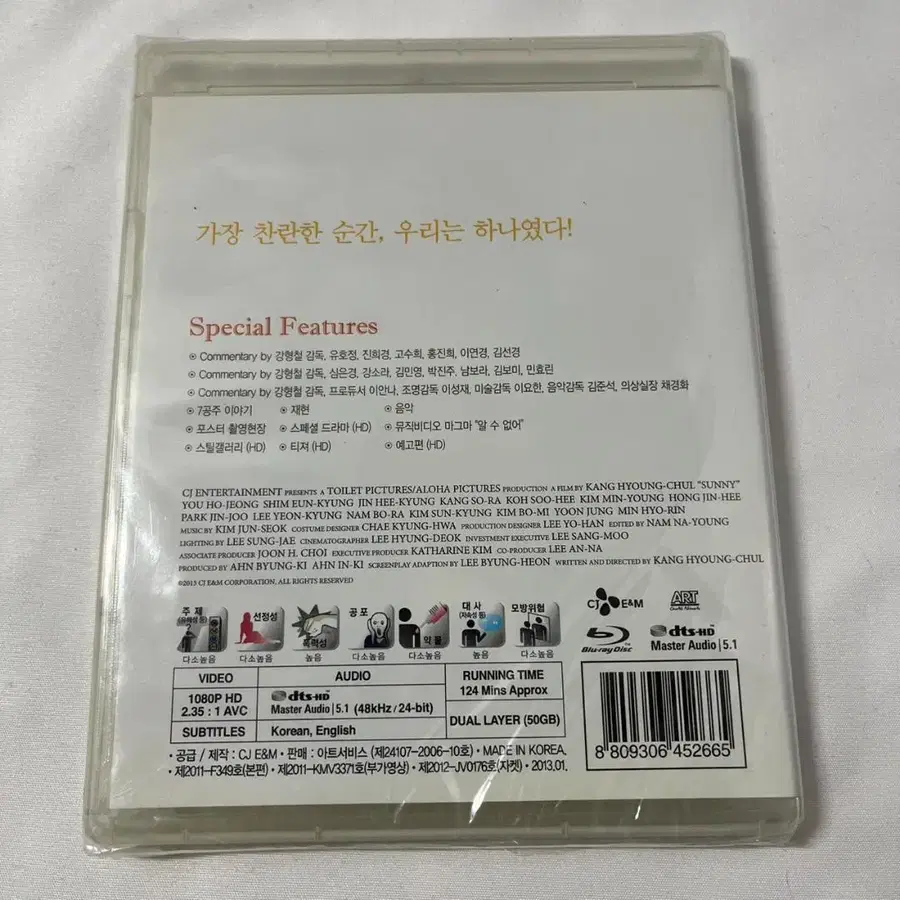 가장 찬란한 순간, 우리는 하나였다!
Special Features
⊙ Commentary by 강형철 감독, 유호정, 진희경, 고수희, 홍진희, 이연경, 김선경
⊙ Commentary by 강형철 감독, 심은경, 강소라, 김민영, 박진주, 남보라, 김보미, 민효린
⊙ Commentary by 강형철 감독, 프로듀서 이안나, 조명감독 이성재, 미술감독 이요한, 음악감독 김준석, 의상실장 채경화
⊙ 7공주 이야기 ⊙ 재현 ⊙ 음악
⊙ 포스터 촬영현장 ⊙ 스페셜 드라마 (HD) ⊙ 뮤직비디오 마그마 "알 수 없어"
⊙ 스틸갤러리 (HD) ⊙ 티져 (HD) ⊙ 예고편 (HD)
CJ ENTERTAINMENT PRESENTS A TOILET PICTURES/ALOHA PICTURES PRODUCTION A FILM BY KANG HYOUNG-CHUL "SUNNY"
YOU HO-JEONG SHIM EUN-KYUNG JIN HEE-KYUNG KANG SO-RA KOH SOO-HEE KIM MIN-YOUNG HONG JIN-HEE
PARK JIN-JOO LEE YEON-KYUNG NAM BO-RA KIM SUN-KYUNG KIM BO-MI YOON JUNG MIN HYO-RIN
MUSIC BY KIM JUN-SEOK COSTUME DESIGNER CHAE KYUNG-HWA PRODUCTION DESIGNER LEE YO-HAN EDITED BY NAM NA-YOUNG
LIGHTING BY LEE SUNG-JAE CINEMATOGRAPHER LEE HYUNG-DEOK INVESTMENT EXECUTIVE LEE SANG-MOO
ASSOCIATE PRODUCER JOON H. CHOI EXECUTIVE PRODUCER KATHARINE KIM CO-PRODUCER LEE AN-NA
PRODUCED BY AHN BYUNG-KI AHN IN-KI SCREENPLAY ADAPTION BY LEE BYUNG-HEON WRITTEN AND DIRECTED BY KANG HYOUNG-CHUL
©2013 CJ E&M CORPORATION, ALL RIGHTS RESERVED
주 제 선정성 폭력성 공포 약 물 대 사 모방위험
(유해성 등) (저속성 등)
다소높음 다소높음 높음 다소높음 다소높음 높음 다소높음
CJ E&M ART
Blu-ray Disc dts-HD
Master Audio | 5.1
VIDEO AUDIO RUNNING TIME
124 Mins Approx
1080P HD dts-HD
2.35 : 1 AVC Master Audio | 5.1 (48kHz / 24-bit)
DUAL LAYER (50GB)
SUBTITLES Korean, English
• 공급 / 제작 : CJ E&M • 판매 : 아트서비스 (제24107-2006-10호) • MADE IN KOREA.
• 제2011-F349호(본편) • 제2011-KMV3371호(부가영상) • 제2012-JV0176호(자켓) • 2013.01.
8 809306 452665